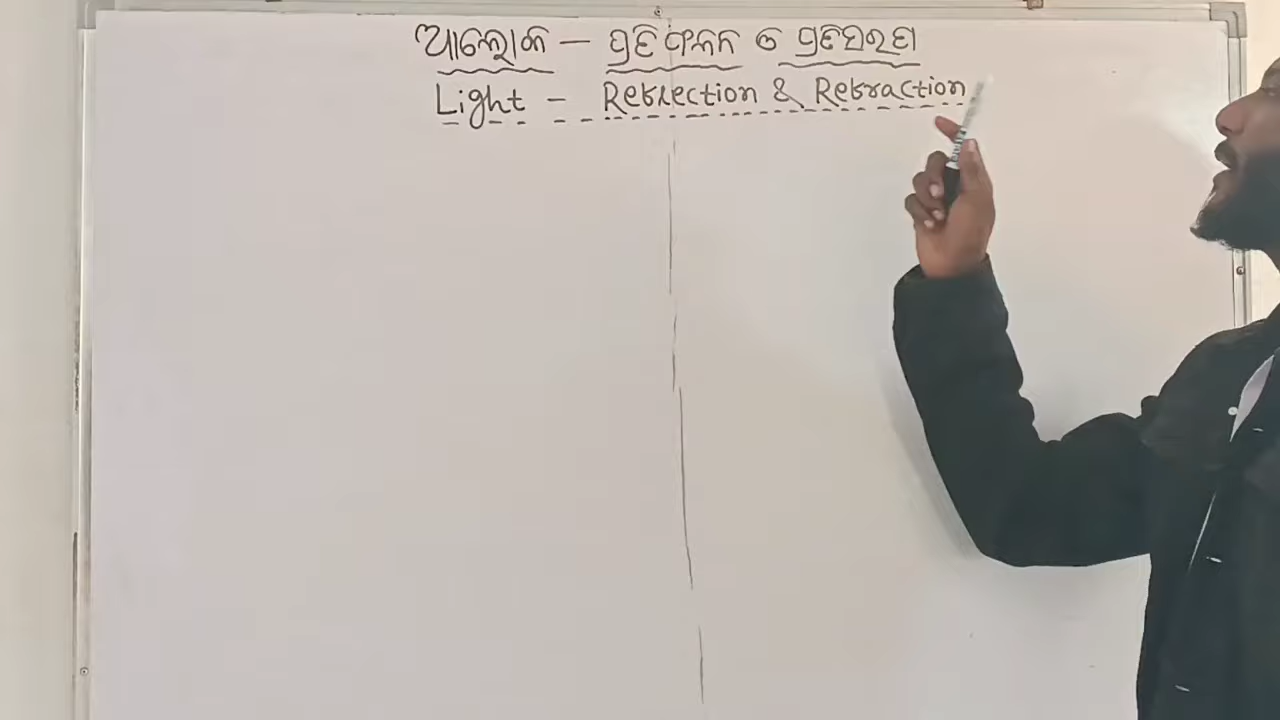 ଆଲୋକ – ପ୍ରତିଫଳନ ଓ ପ୍ରତିସରଣ
Light - Reflection & Refraction